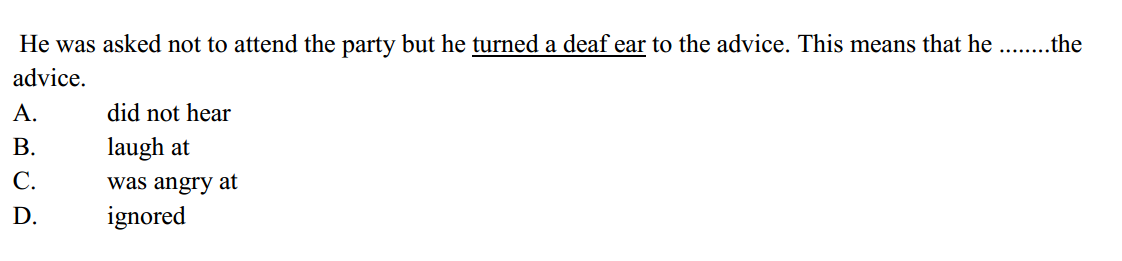 He was asked not to attend the party but he turned a deaf ear to the advice. This means that he ........the
advice.
A. did not hear
B. laugh at
C. was angry at
D. ignored